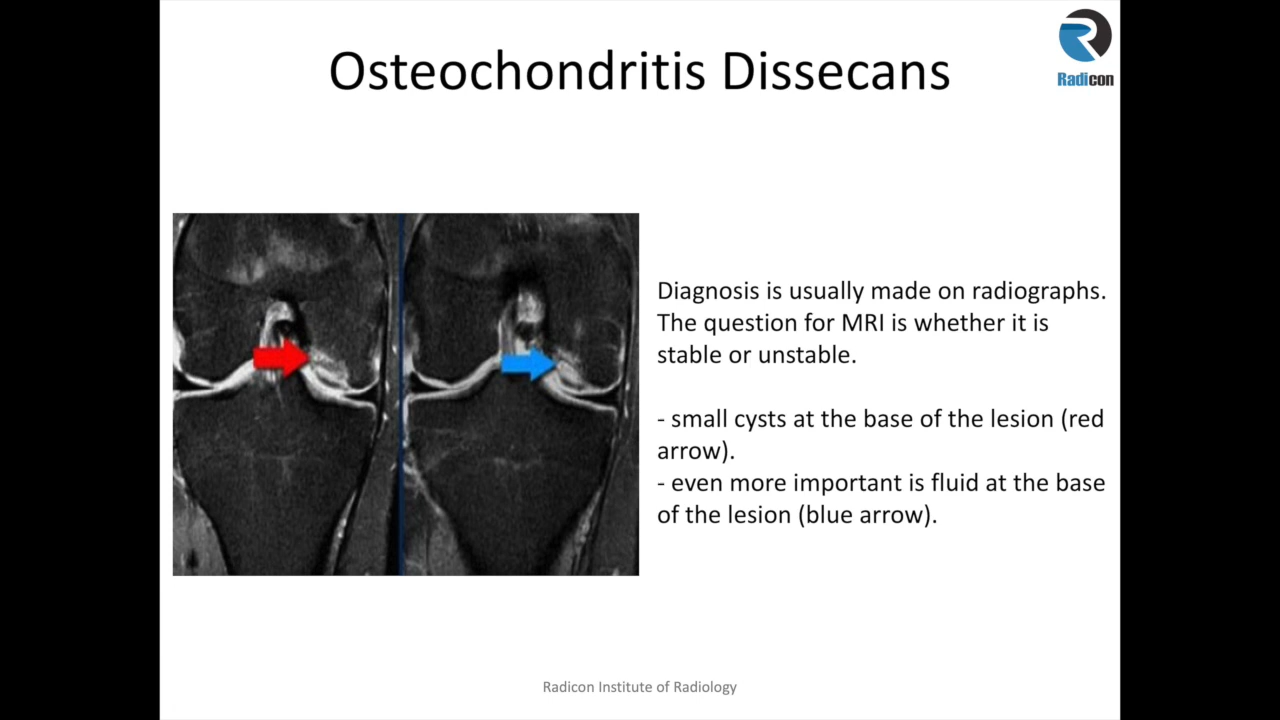 Osteochondritis Dissecans
Radicon
Diagnosis is usually made on radiographs.
The question for MRI is whether it is
stable or unstable.
- small cysts at the base of the lesion (red
arrow).
- even more important is fluid at the base
of the lesion (blue arrow).
Radicon Institute of Radiology